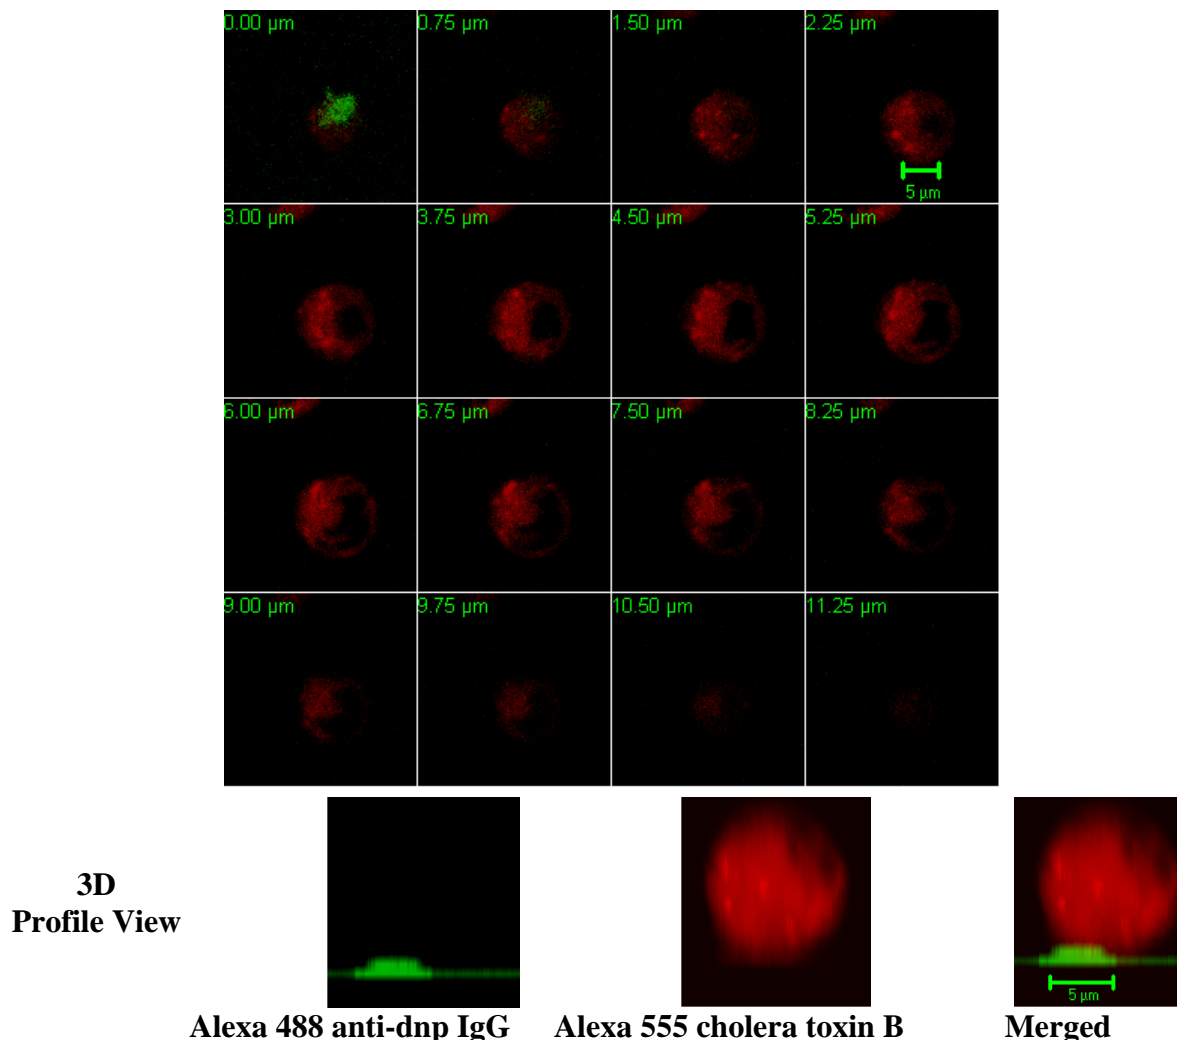 0.00 µm
0.75 µm
1.50 µm
2.25 µm
5 µm
3.00 µm
3.75 µm
4.50 µm
5.25 µm
6.00 µm
6.75 µm
7.50 µm
8.25 µm
9.00 µm
9.75 µm
10.50 µm
11.25 µm
3D
Profile View
5 µm
Alexa 488 anti-dnp IgG
Alexa 555 cholera toxin B
Merged